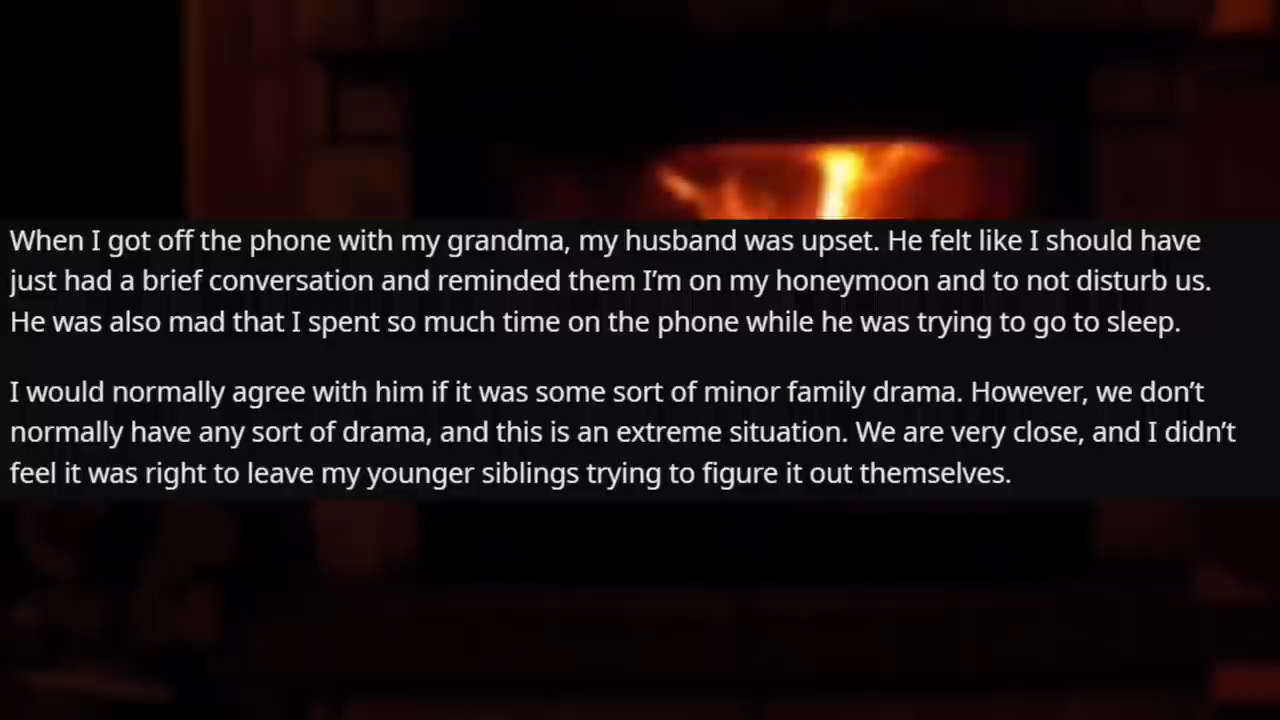 When I got off the phone with my grandma, my husband was upset. He felt like I should have
just had a brief conversation and reminded them I’m on my honeymoon and to not disturb us.
He was also mad that I spent so much time on the phone while he was trying to go to sleep.
I would normally agree with him if it was some sort of minor family drama. However, we don’t
normally have any sort of drama, and this is an extreme situation. We are very close, and I didn’t
feel it was right to leave my younger siblings trying to figure it out themselves.